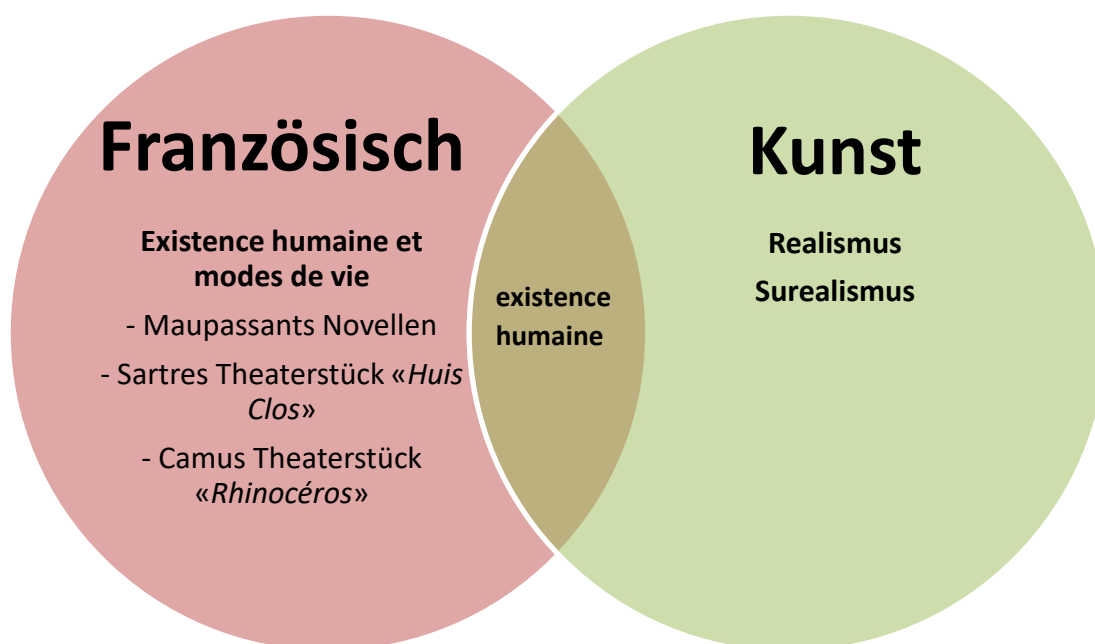 Französisch
Existence humaine et
modes de vie
- Maupassants Novellen
- Sartres Theaterstück «Huis
Clos»
- Camus Theaterstück
«Rhinocéros»
existence
humaine
Kunst
Realismus
Surealismus